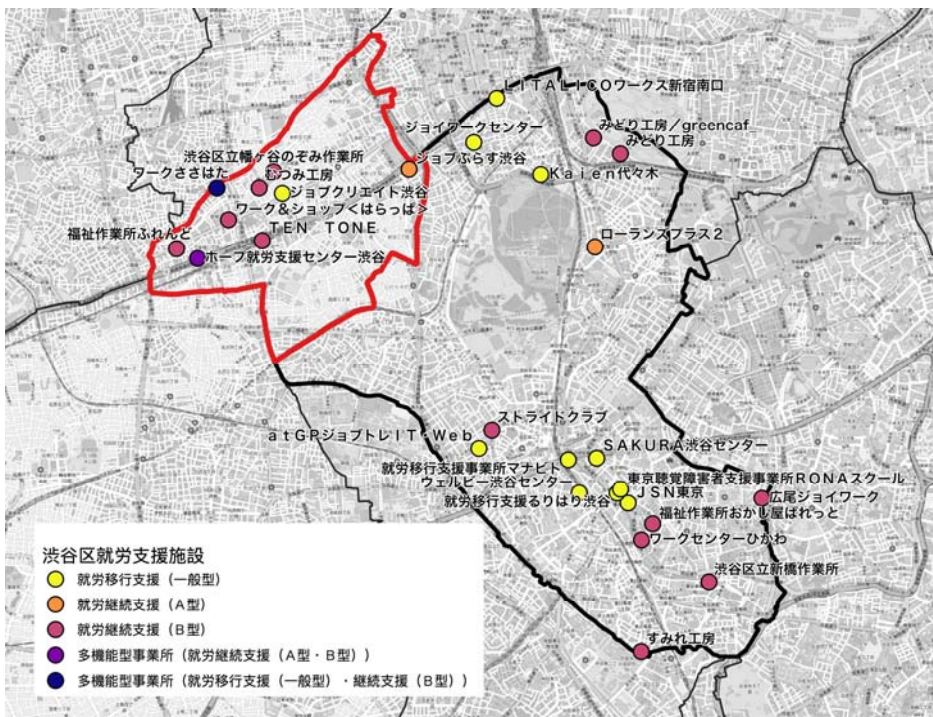 ＬＩＴＡＬＩＣＯワークス新宿南口
ジョイワークセンター
みどり工房／greencaf
みどり工房
ジョブぷらす渋谷
Ｋａｉｅｎ代々木
渋谷区立幡ヶ谷のぞみ作業所
ワークささはた
むつみ工房
ジョブクリエイト渋谷
ワーク＆ショップ＜はらっぱ＞
ＴＥＮ　ＴＯＮＥ
福祉作業所ふれんど
ホープ就労支援センター渋谷
ローランズプラス２
ストライドクラブ
ａｔＧＰジョブトレＩＴ・Ｗｅｂ
ＳＡＫＵＲＡ渋谷センター
就労移行支援事業所マナビト
ウェルビー渋谷センター
東京聴覚障害者支援事業所ＲＯＮＡスクール
ＪＳＮ東京
就労移行支援るりはり渋谷
広尾ジョイワーク
福祉作業所おかし屋ぱれっと
ワークセンターひかわ
渋谷区立新橋作業所
すみれ工房
渋谷区就労支援施設
就労移行支援（一般型）
就労継続支援（Ａ型）
就労継続支援（Ｂ型）
多機能型事業所（就労継続支援（Ａ型・Ｂ型））
多機能型事業所（就労移行支援（一般型）・継続支援（Ｂ型））